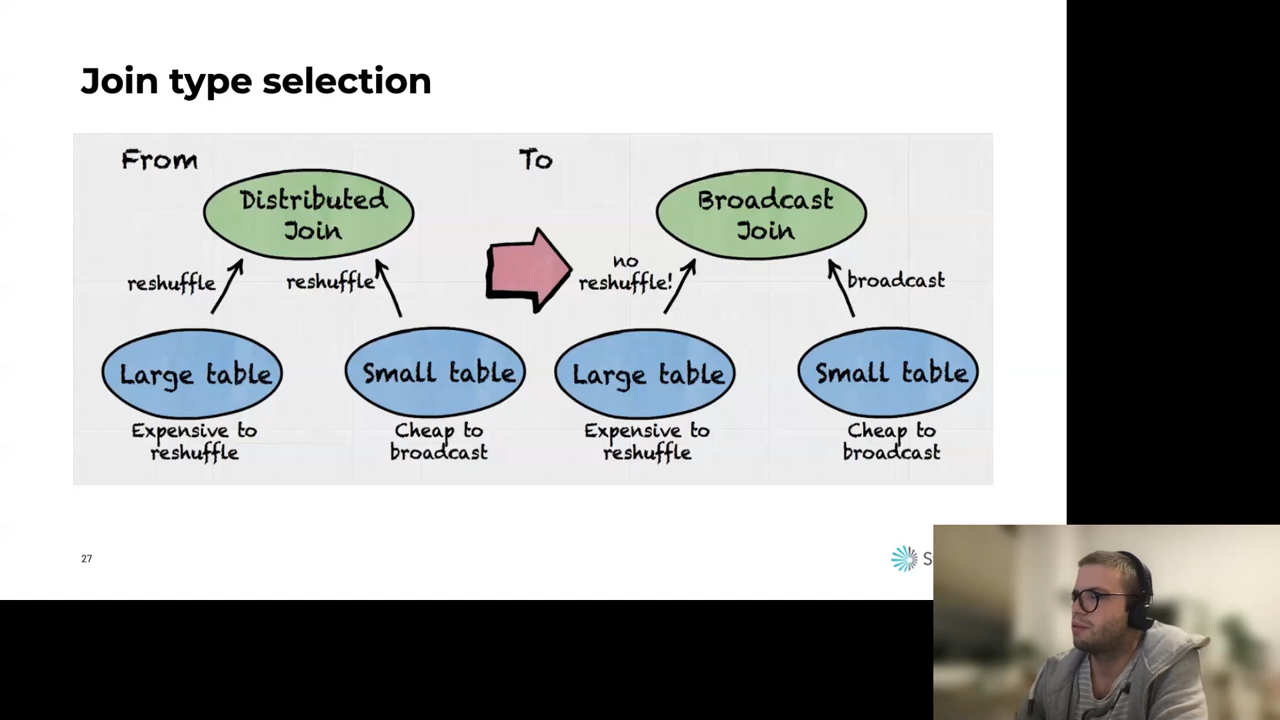 Join type selection
From
To
Distributed
Join
Broadcast
Join
reshuffle
reshuffle
no
reshuffle!
broadcast
Large table
Small table
Large table
Small table
Expensive to
reshuffle
Cheap to
broadcast
Expensive to
reshuffle
Cheap to
broadcast
27